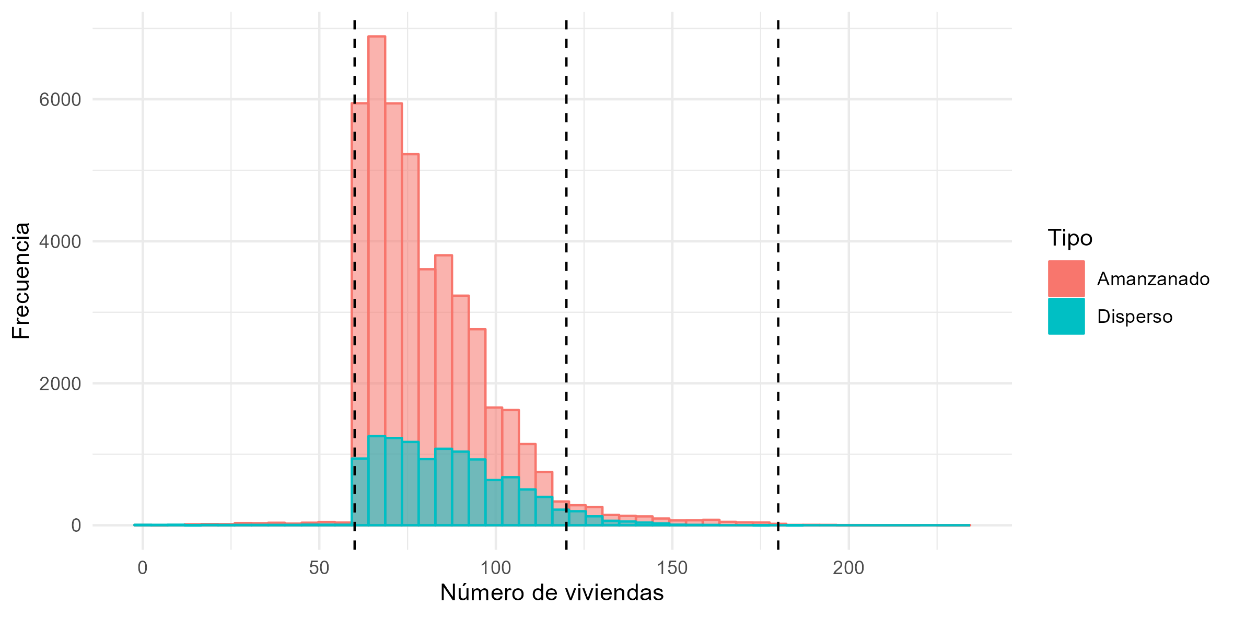 Frecuencia
6000
4000
2000
0
0 50 100 150 200
Número de viviendas
Tipo
Amanzanado
Disperso